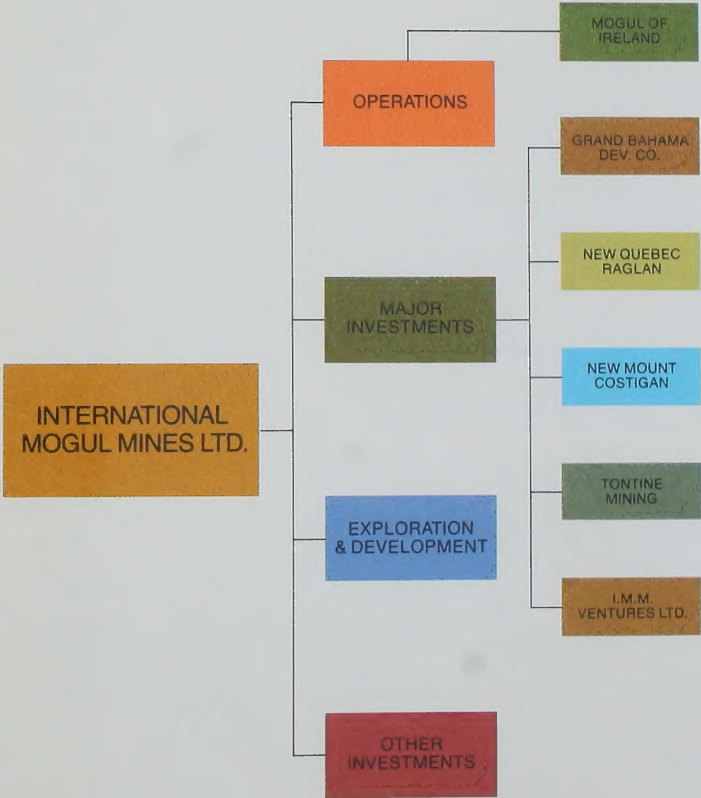 MOGUL OF
IRELAND
OPERATIONS
GRAND BAHAMA
DEV. CO.
NEW QUEBEC
RAGLAN
MAJOR
INVESTMENTS
NEW MOUNT
COSTIGAN
INTERNATIONAL
MOGUL MINES LTD.
TONTINE
MINING
EXPLORATION
& DEVELOPMENT
I.M.M.
VENTURES LTD.
OTHER
INVESTMENTS